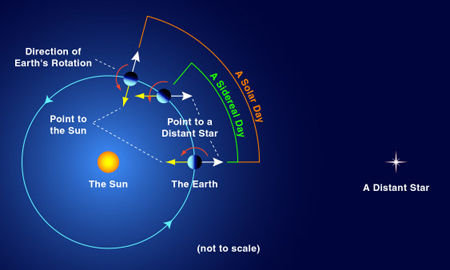 Direction of
Earth's Rotation
A Solar Day
A Sidereal Day
Point to
the Sun
Point to a
Distant Star
The Sun
The Earth
A Distant Star
(not to scale)